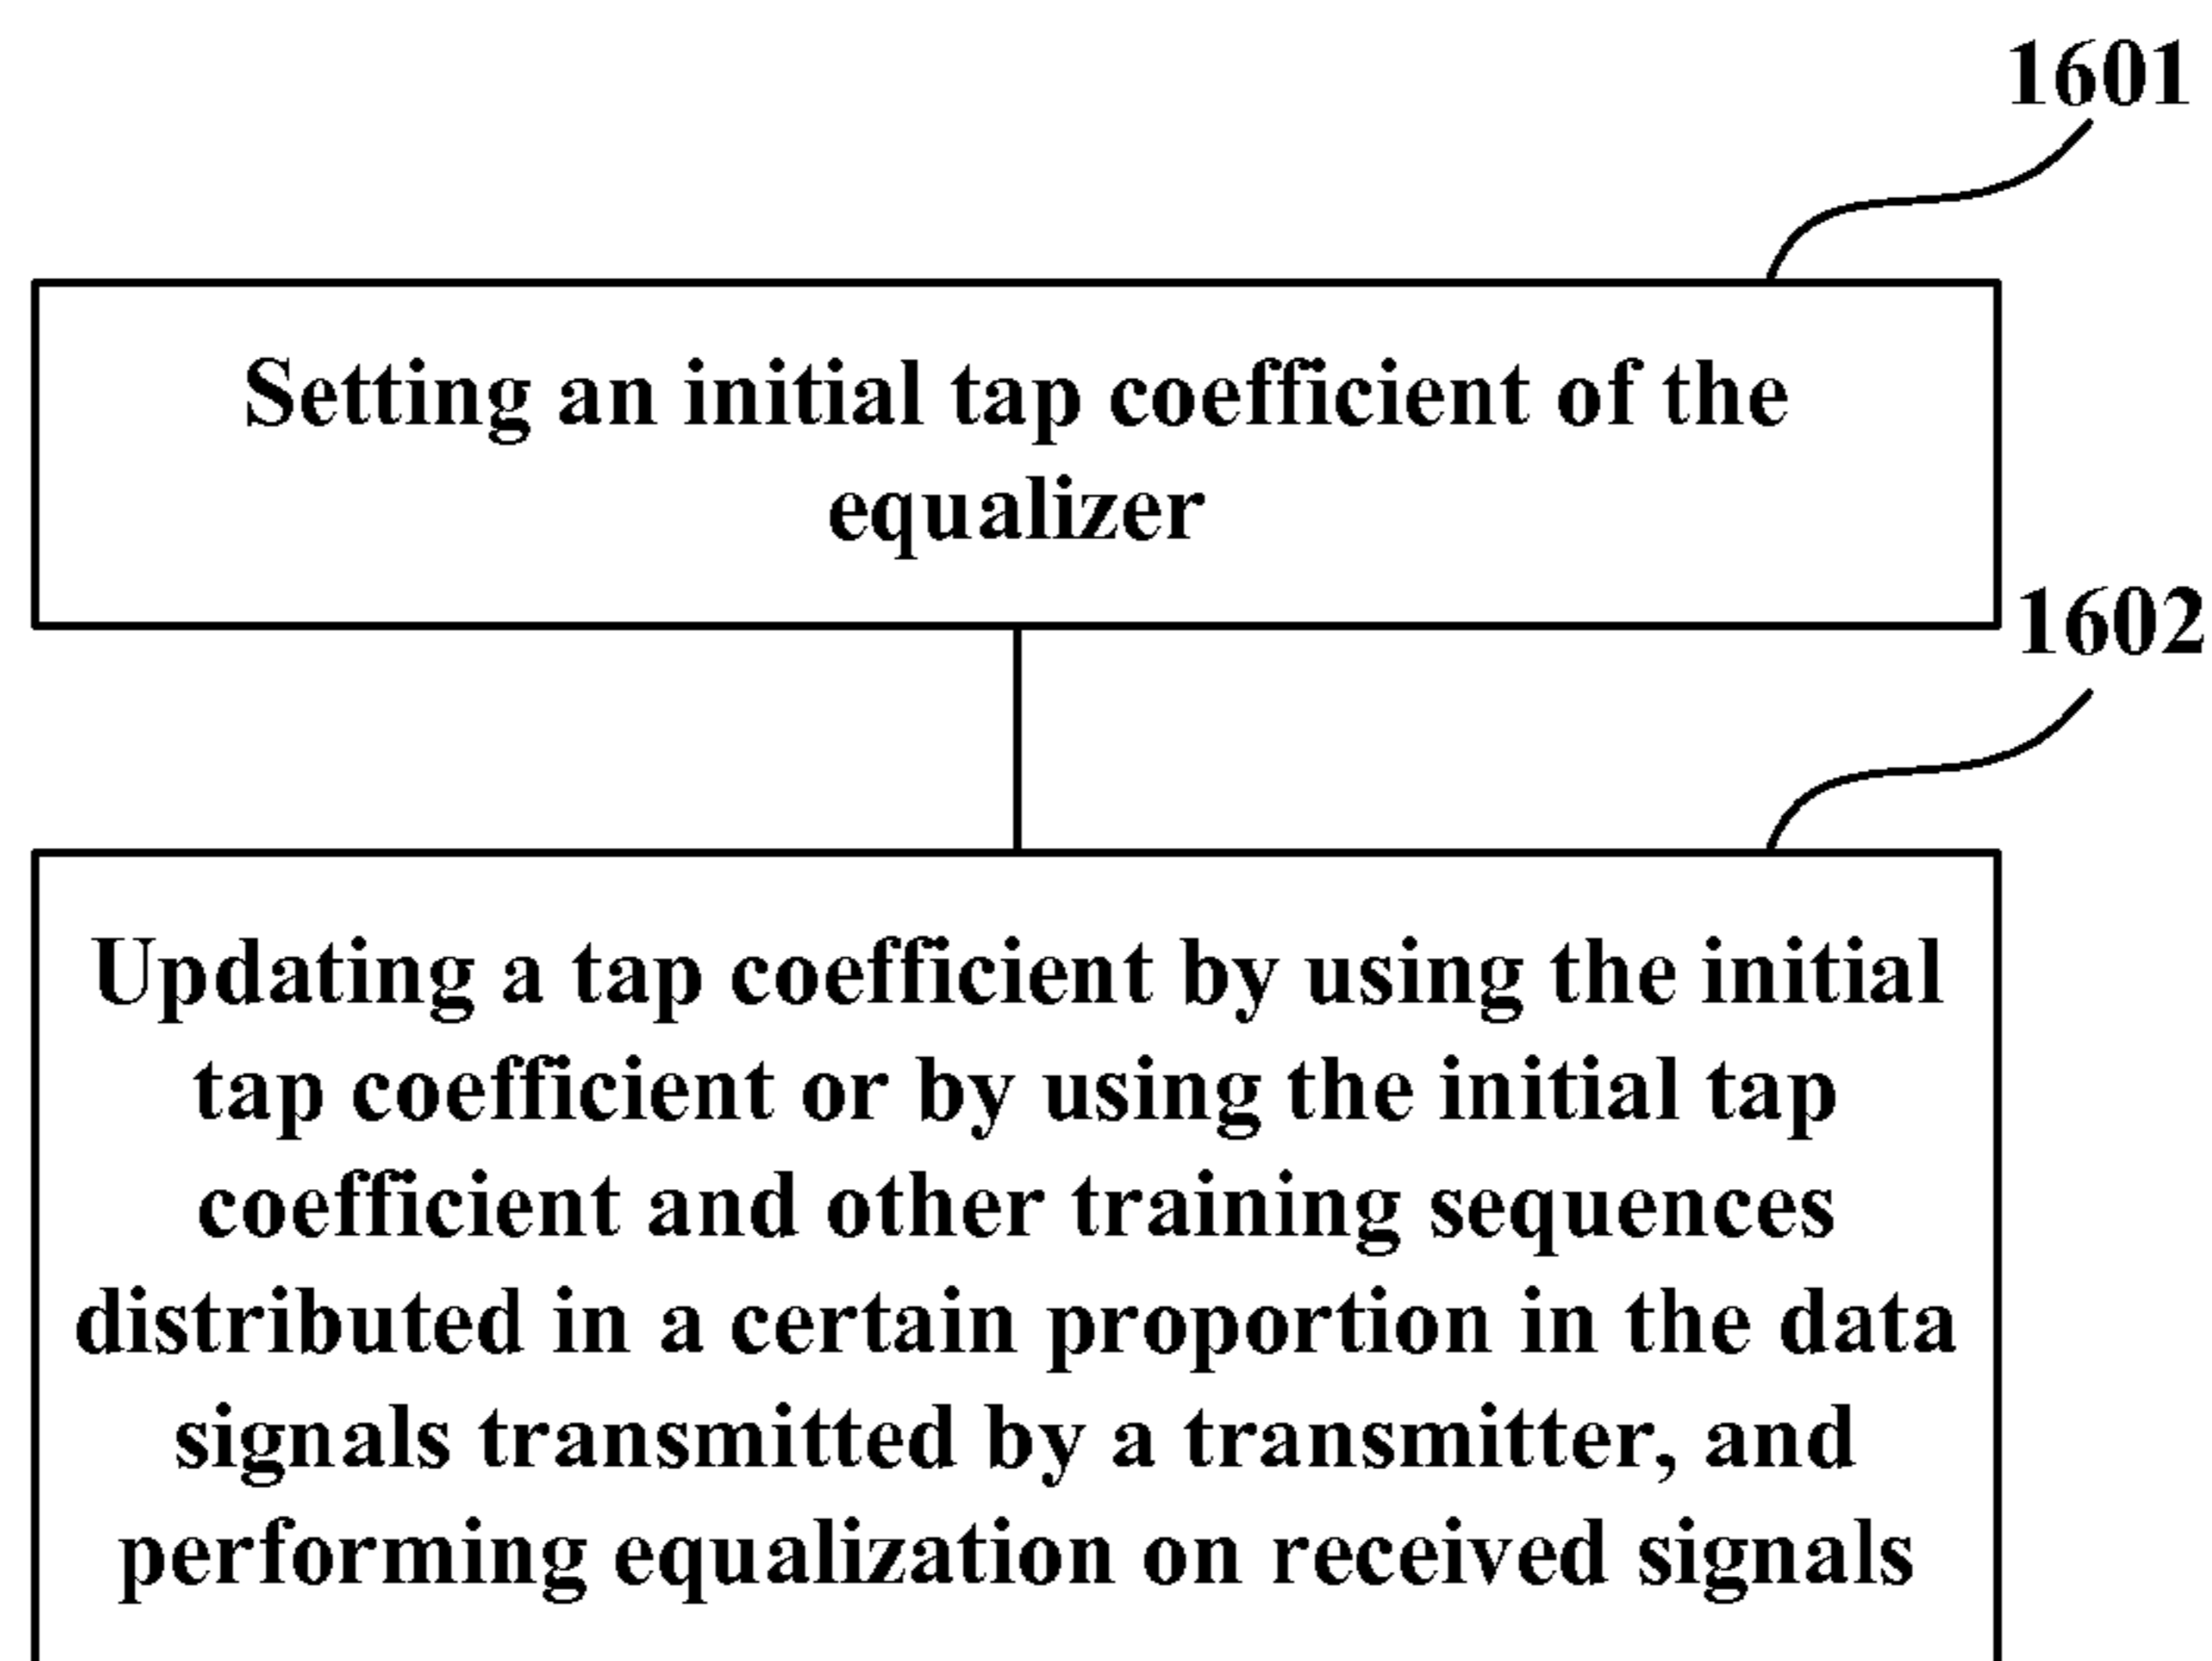 1601
Setting an initial tap coefficient of the
equalizer
1602
Updating a tap coefficient by using the initial
tap coefficient or by using the initial tap
coefficient and other training sequences
distributed in a certain proportion in the data
signals transmitted by a transmitter, and
performing equalization on received signals